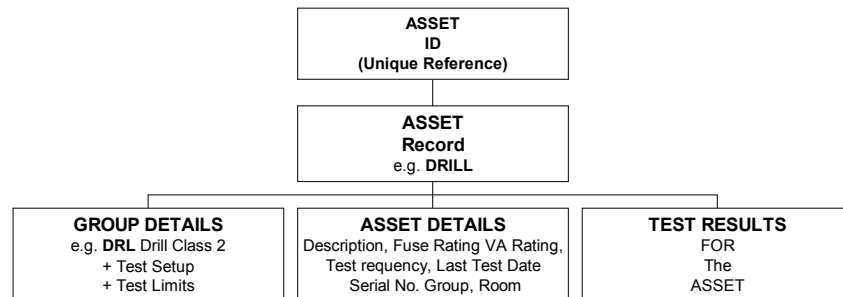 ASSET
ID
(Unique Reference)
ASSET
Record
e.g. DRILL
GROUP DETAILS
e.g. DRL Drill Class 2
+ Test Setup
+ Test Limits
ASSET DETAILS
Description, Fuse Rating VA Rating,
Test requency, Last Test Date
Serial No. Group, Room
TEST RESULTS
FOR
The
ASSET